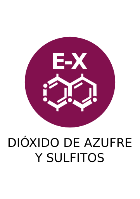 E-X
DIÓXIDO DE AZUFRE
Y SULFITOS